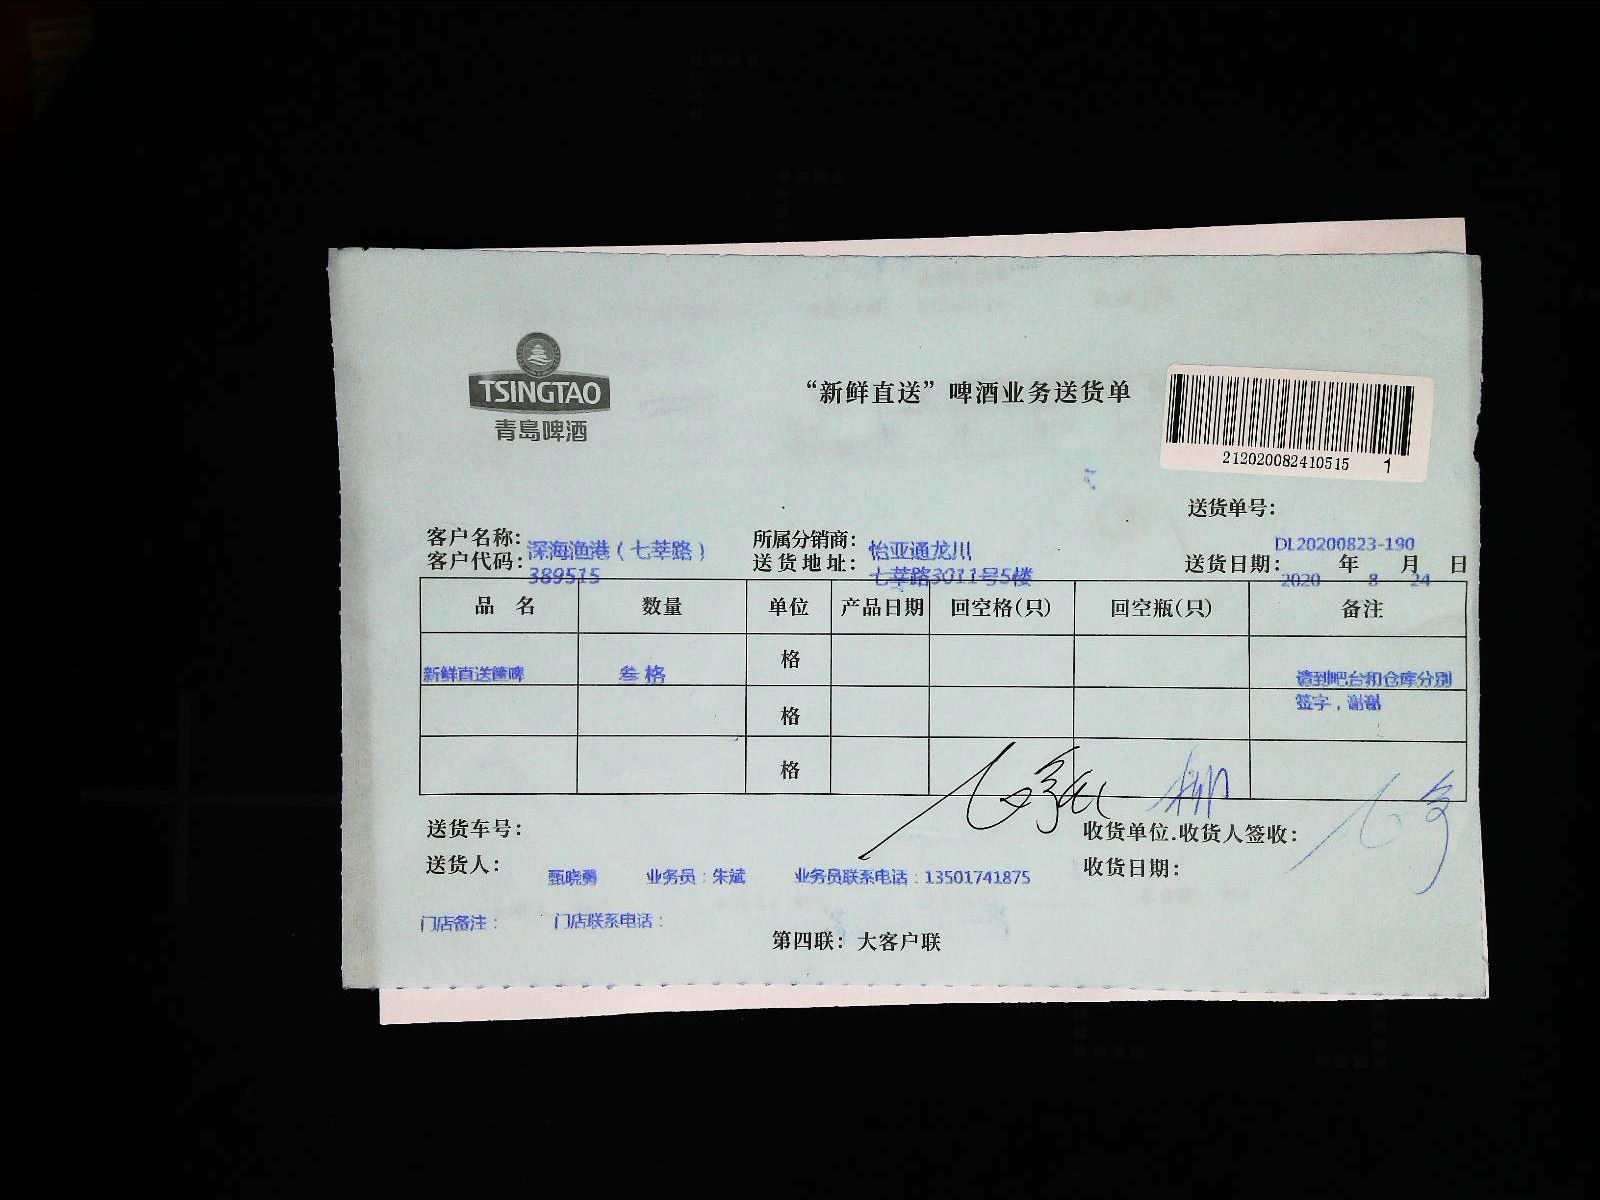 TSINGTAO
青島啤酒
“新鲜直送”啤酒业务送货单
212020082410515 1
送货单号：
DL20200823-190
客户名称：深海渔港（七莘路）
所属分销商：怡亚通龙川
客户代码：389515
送货地址：七莘路3011号5楼
送货日期：2020年8月24日
品名 数量 单位 产品日期 回空格(只) 回空瓶(只) 备注
新鲜直送篦啤 叁格 格 请到吧台和仓库分别
格 签字，谢谢
格
送货车号：
收货单位.收货人签收：
送货人：甄晓勇 业务员：朱斌 业务员联系电话：13501741875
收货日期：
门店备注： 门店联系电话：
第四联：大客户联